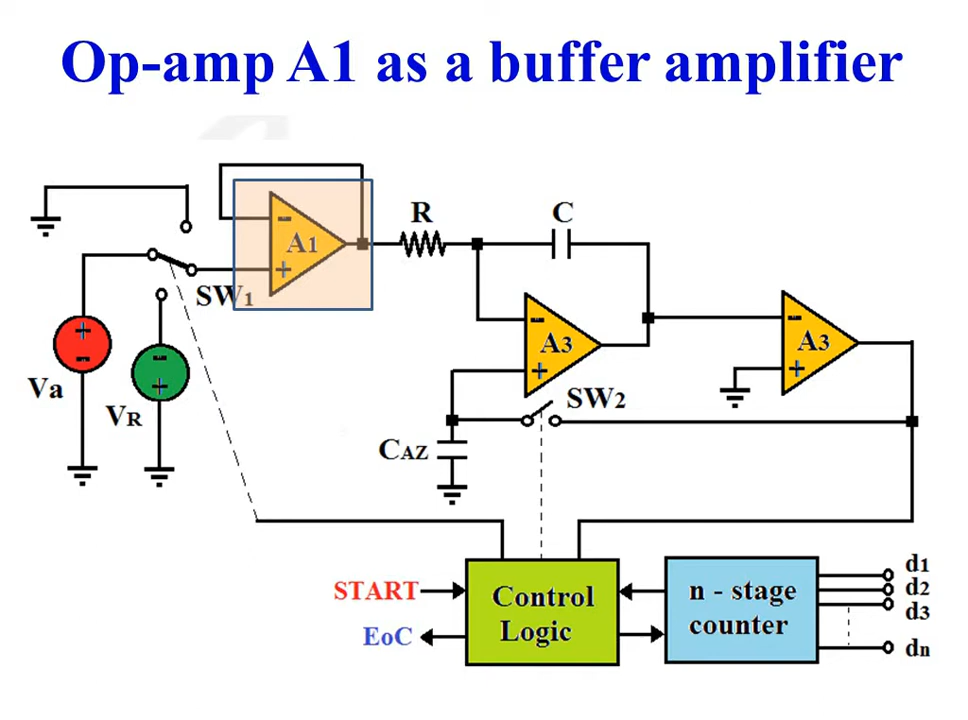 Op-amp A1 as a buffer amplifier
A1
R
C
SW1
Va
VR
A3
A3
SW2
CAZ
START
EoC
Control
Logic
n - stage
counter
d1
d2
d3
dn